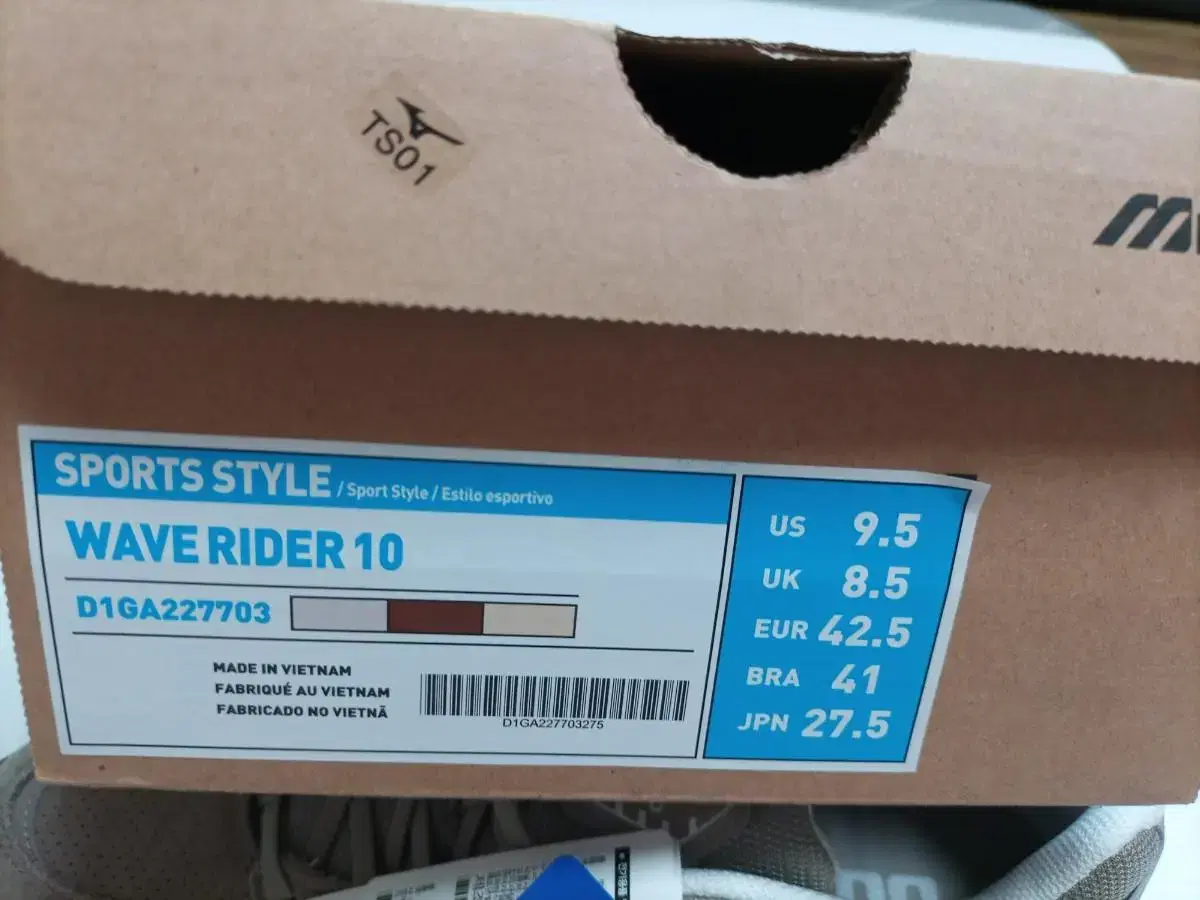 TS01
SPORTS STYLE / Sport Style / Estilo esportivo
WAVE RIDER 10
D1GA227703
MADE IN VIETNAM
FABRIQUÉ AU VIETNAM
FABRICADO NO VIETNÃ
D1GA227703275
US 9.5
UK 8.5
EUR 42.5
BRA 41
JPN 27.5